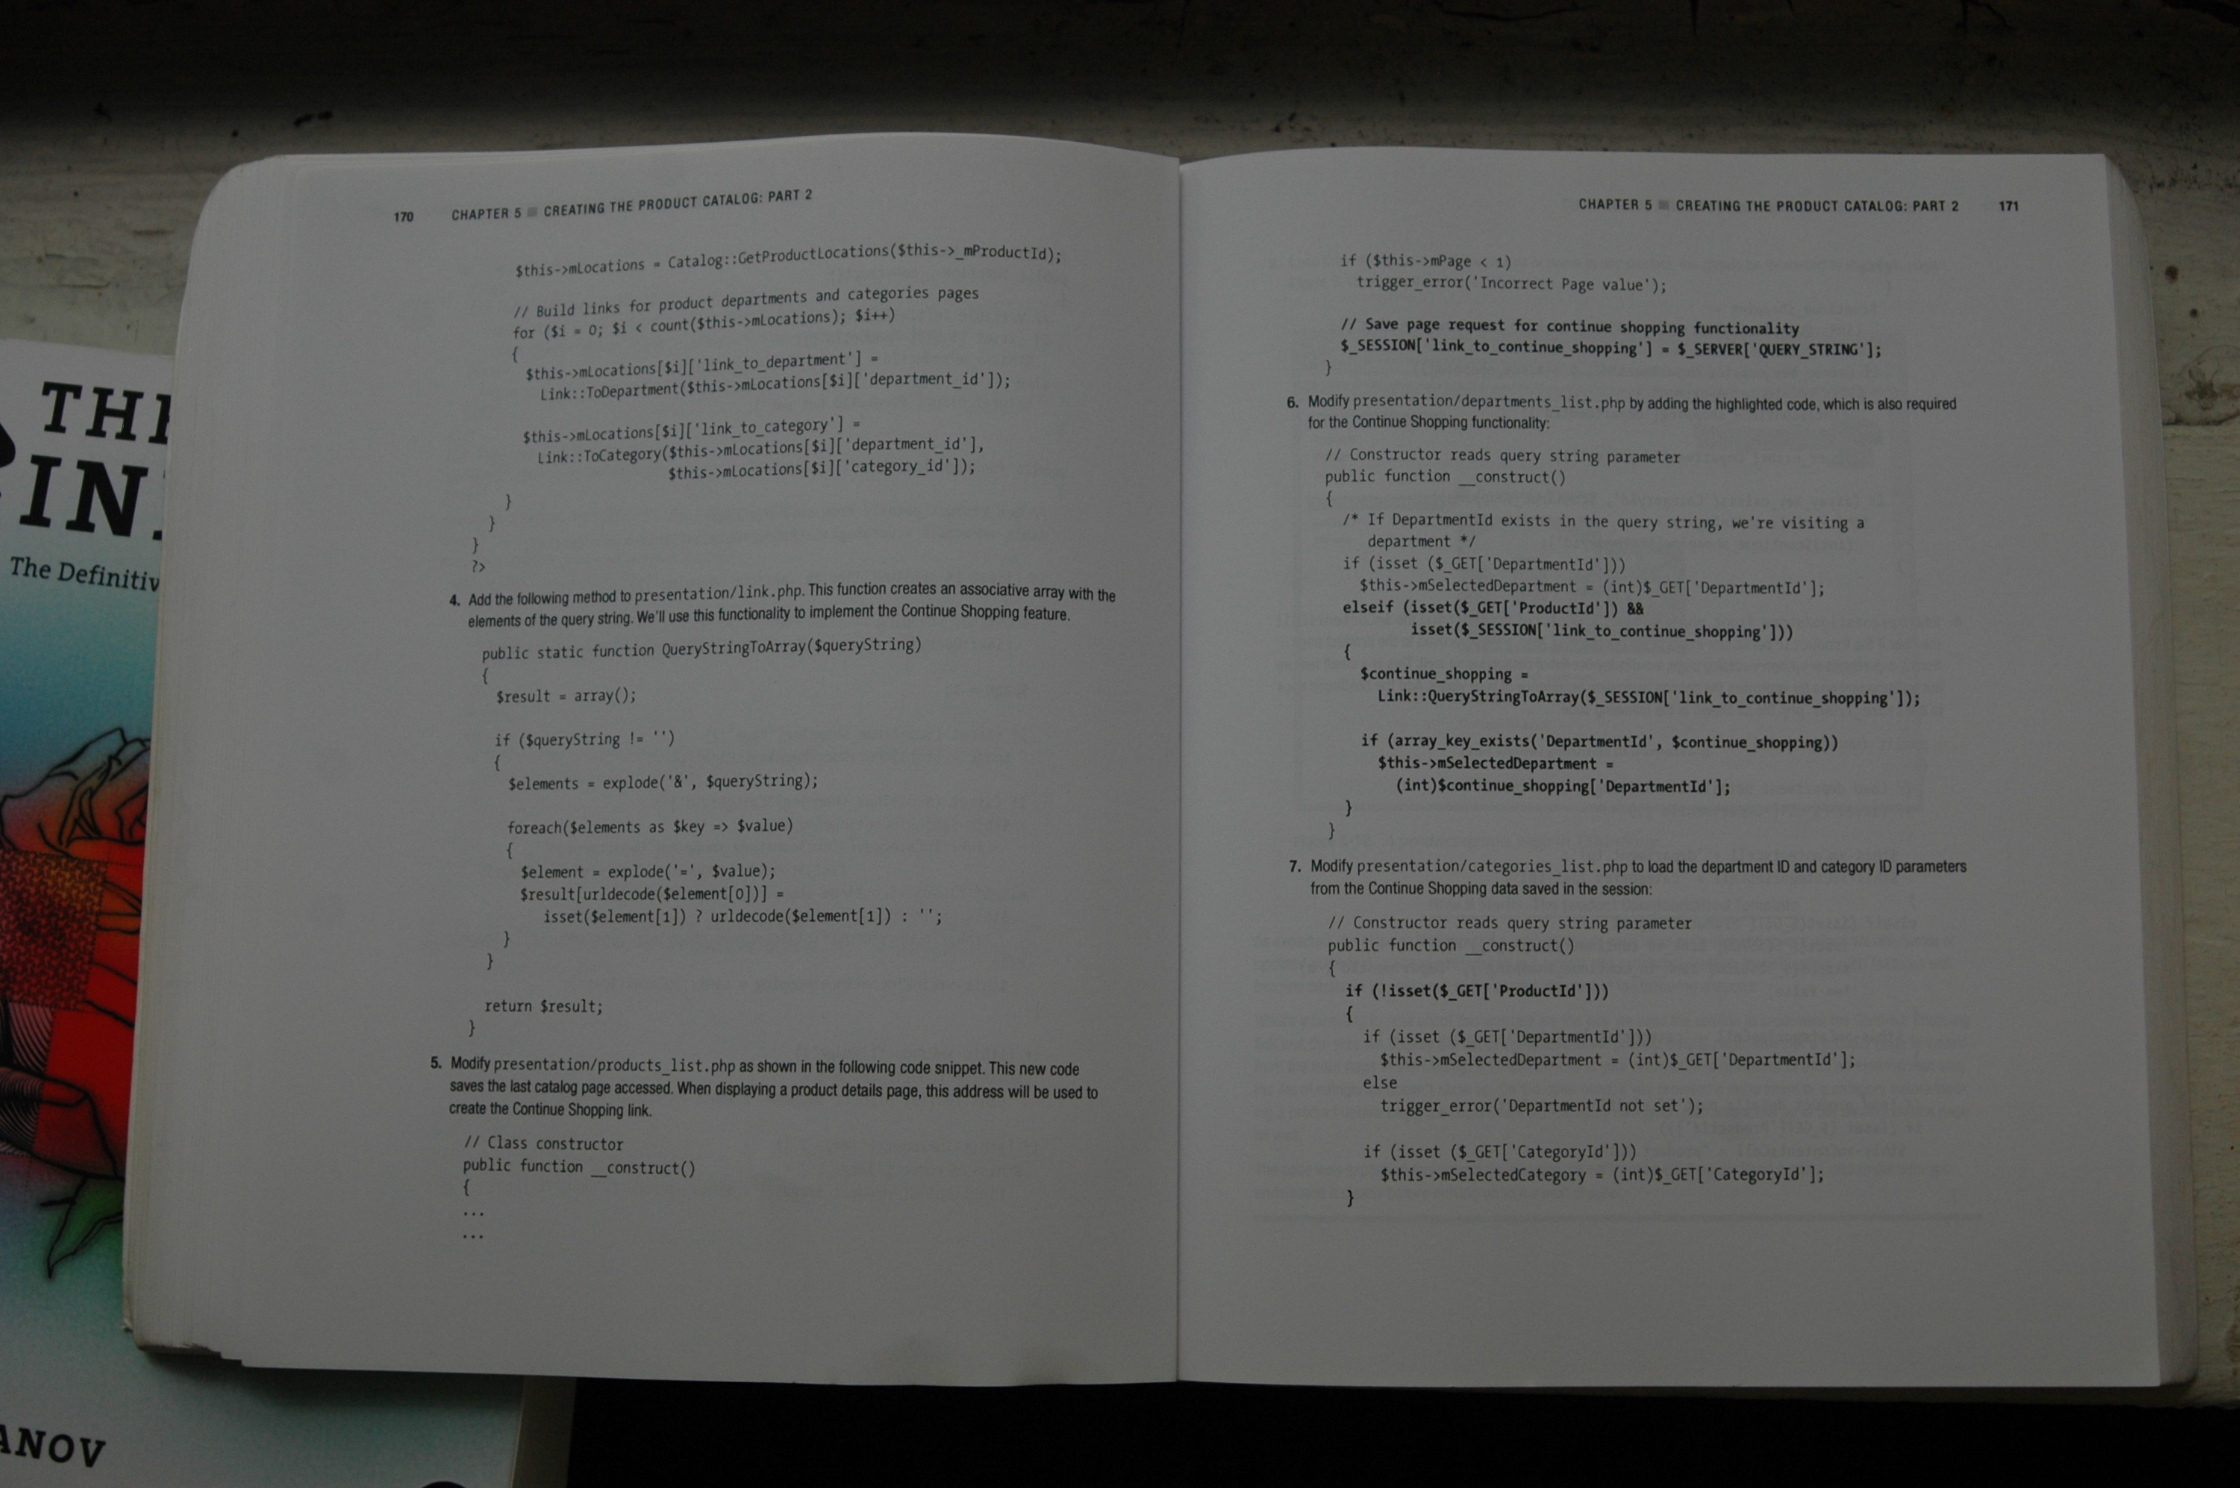 THE
IN
The Definitiv
ANOV
170 CHAPTER 5 CREATING THE PRODUCT CATALOG: PART 2
$this->mLocations = Catalog::GetProductLocations($this->_mProductId);
// Build links for product departments and categories pages
for ($i = 0; $i < count($this->mLocations); $i++)
{
$this->mLocations[$i]['link_to_department'] =
Link::ToDepartment($this->mLocations[$i]['department_id']);
$this->mLocations[$i]['link_to_category'] =
Link::ToCategory($this->mLocations[$i]['department_id'],
$this->mLocations[$i]['category_id']);
}
}
}
?>
4. Add the following method to presentation/link.php. This function creates an associative array with the
elements of the query string. We'll use this functionality to implement the Continue Shopping feature.
public static function QueryStringToArray($queryString)
{
$result = array();
if ($queryString != '')
{
$elements = explode('&', $queryString);
foreach($elements as $key => $value)
{
$element = explode('=', $value);
$result[urldecode($element[0])] =
isset($element[1]) ? urldecode($element[1]) : '';
}
}
return $result;
}
5. Modify presentation/products_list.php as shown in the following code snippet. This new code
saves the last catalog page accessed. When displaying a product details page, this address will be used to
create the Continue Shopping link.
// Class constructor
public function __construct()
{
...
...
CHAPTER 5 CREATING THE PRODUCT CATALOG: PART 2 171
if ($this->mPage < 1)
trigger_error('Incorrect Page value');
// Save page request for continue shopping functionality
$_SESSION['link_to_continue_shopping'] = $_SERVER['QUERY_STRING'];
}
6. Modify presentation/departments_list.php by adding the highlighted code, which is also required
for the Continue Shopping functionality:
// Constructor reads query string parameter
public function __construct()
{
/* If DepartmentId exists in the query string, we're visiting a
department */
if (isset ($_GET['DepartmentId']))
$this->mSelectedDepartment = (int)$_GET['DepartmentId'];
elseif (isset($_GET['ProductId']) &&
isset($_SESSION['link_to_continue_shopping']))
{
$continue_shopping =
Link::QueryStringToArray($_SESSION['link_to_continue_shopping']);
if (array_key_exists('DepartmentId', $continue_shopping))
$this->mSelectedDepartment =
(int)$continue_shopping['DepartmentId'];
}
}
7. Modify presentation/categories_list.php to load the department ID and category ID parameters
from the Continue Shopping data saved in the session:
// Constructor reads query string parameter
public function __construct()
{
if (!isset($_GET['ProductId']))
{
if (isset ($_GET['DepartmentId']))
$this->mSelectedDepartment = (int)$_GET['DepartmentId'];
else
trigger_error('DepartmentId not set');
if (isset ($_GET['CategoryId']))
$this->mSelectedCategory = (int)$_GET['CategoryId'];
}